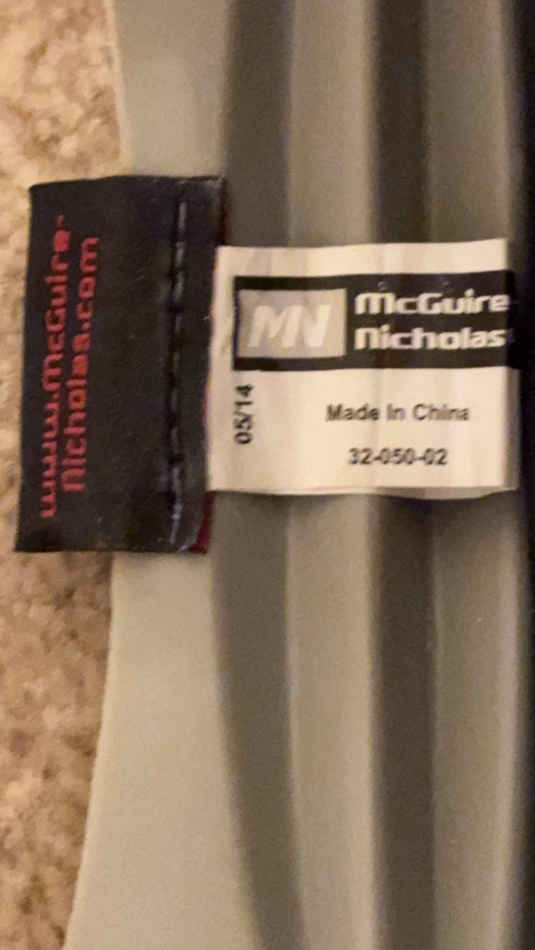 www.McGuire-
Nicholas.com
MN
McGuire
Nicholas
05/14
Made In China
32-050-02